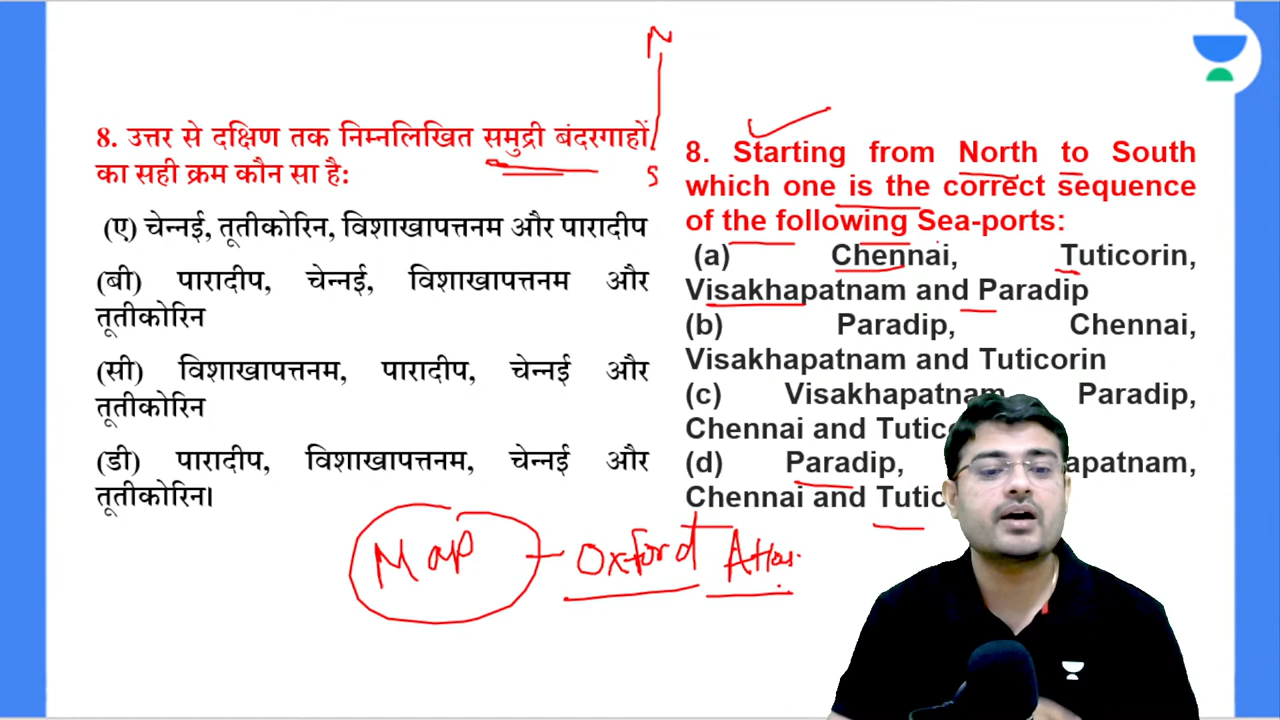 N
S
8. उत्तर से दक्षिण तक निम्नलिखित समुद्री बंदरगाहों
का सही क्रम कौन सा है:
(ए) चेन्नई, तूतीकोरिन, विशाखापत्तनम और पारादीप
(बी) पारादीप, चेन्नई, विशाखापत्तनम और
तूतीकोरिन
(सी) विशाखापत्तनम, पारादीप, चेन्नई और
तूतीकोरिन
(डी) पारादीप, विशाखापत्तनम, चेन्नई और
तूतीकोरिन।
8. Starting from North to South
which one is the correct sequence
of the following Sea-ports:
(a) Chennai, Tuticorin,
Visakhapatnam and Paradip
(b) Paradip, Chennai,
Visakhapatnam and Tuticorin
(c) Visakhapatnam, Paradip,
Chennai and
(d) Paradip,
Chennai and
Map - Oxford Atlas